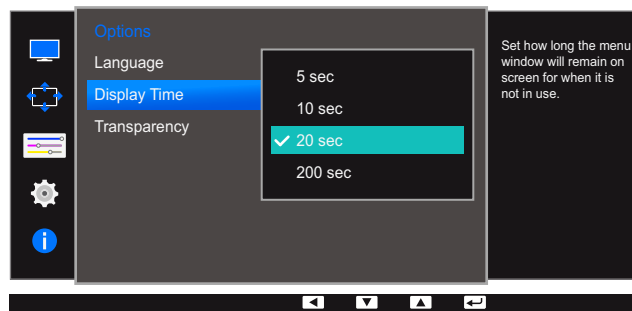 Options
Language
Display Time
Transparency
5 sec
10 sec
20 sec
200 sec
Set how long the menu
window will remain on
screen for when it is
not in use.